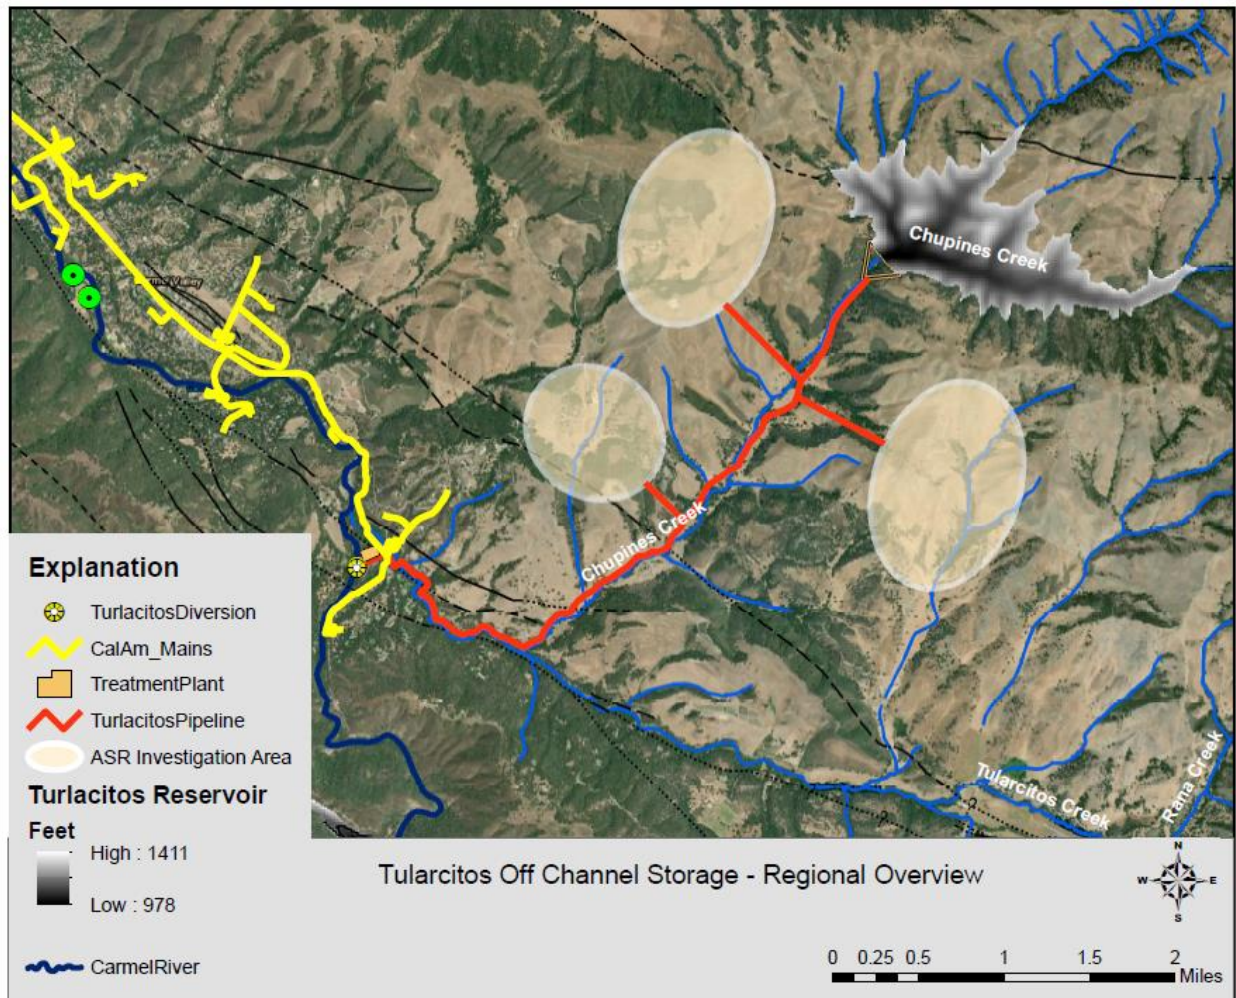 Chupines Creek
Chupines Creek
Tularcitos Creek
Rana Creek
?
?
Explanation
TurlacitosDiversion
CalAm_Mains
TreatmentPlant
TurlacitosPipeline
ASR Investigation Area
Turlacitos Reservoir
Feet
High : 1411
Low : 978
CarmelRiver
Tularcitos Off Channel Storage - Regional Overview
N
W E
S
0 0.25 0.5 1 1.5 2
Miles